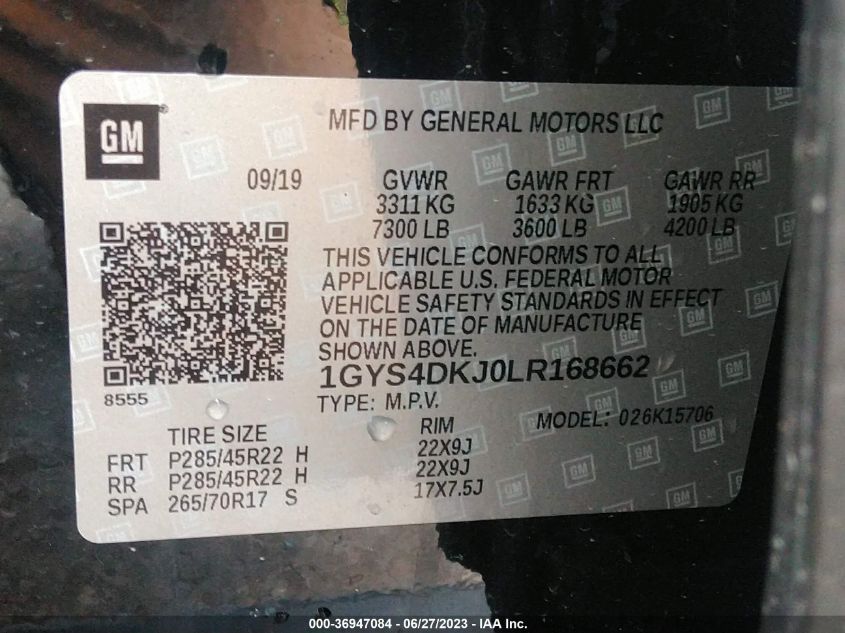 GM
MFD BY GENERAL MOTORS LLC
09/19 GVWR GAWR FRT GAWR RR
3311 KG 1633 KG 1905 KG
7300 LB 3600 LB 4200 LB
THIS VEHICLE CONFORMS TO ALL
APPLICABLE U.S. FEDERAL MOTOR
VEHICLE SAFETY STANDARDS IN EFFECT
ON THE DATE OF MANUFACTURE
SHOWN ABOVE.
1GYS4DKJ0LR168662
8555
TYPE: M.P.V. MODEL: 026K15706
TIRE SIZE RIM
FRT P285/45R22 H 22X9J
RR P285/45R22 H 22X9J
SPA 265/70R17 S 17X7.5J
000-36947084 - 06/27/2023 - IAA Inc.